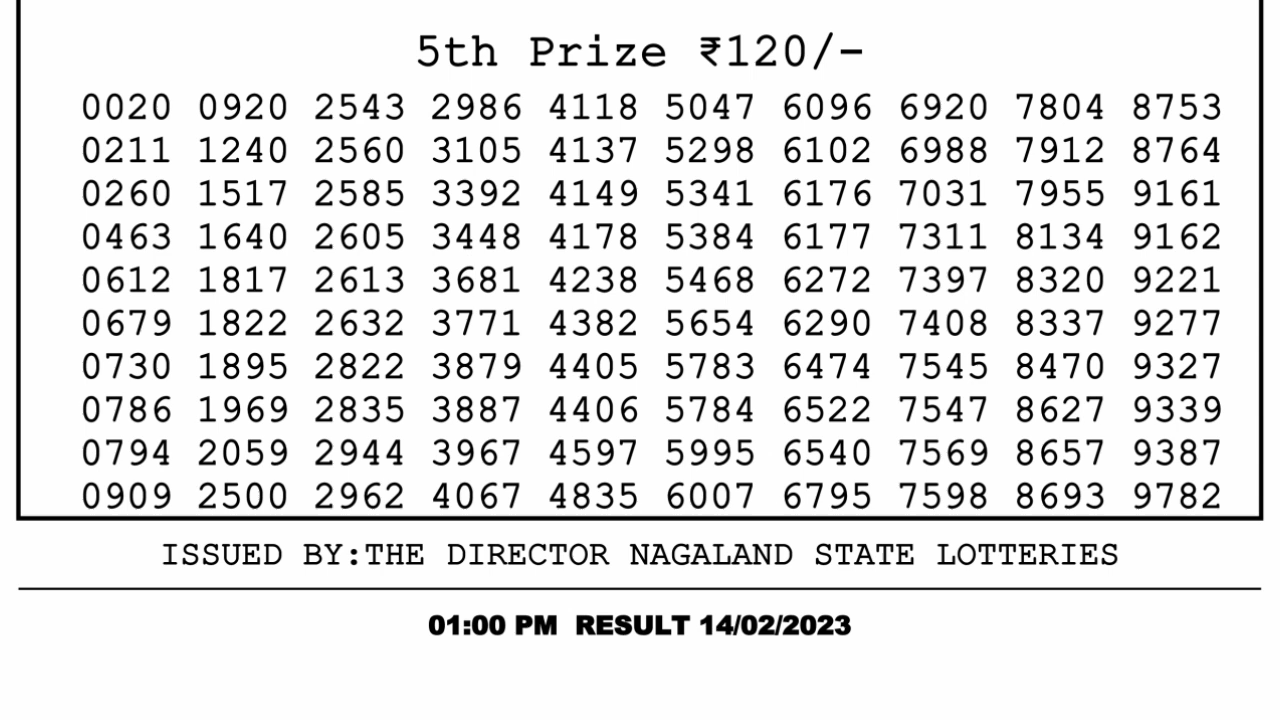 5th Prize ₹120/-
0020 0920 2543 2986 4118 5047 6096 6920 7804 8753
0211 1240 2560 3105 4137 5298 6102 6988 7912 8764
0260 1517 2585 3392 4149 5341 6176 7031 7955 9161
0463 1640 2605 3448 4178 5384 6177 7311 8134 9162
0612 1817 2613 3681 4238 5468 6272 7397 8320 9221
0679 1822 2632 3771 4382 5654 6290 7408 8337 9277
0730 1895 2822 3879 4405 5783 6474 7545 8470 9327
0786 1969 2835 3887 4406 5784 6522 7547 8627 9339
0794 2059 2944 3967 4597 5995 6540 7569 8657 9387
0909 2500 2962 4067 4835 6007 6795 7598 8693 9782
ISSUED BY:THE DIRECTOR NAGALAND STATE LOTTERIES
01:00 PM RESULT 14/02/2023